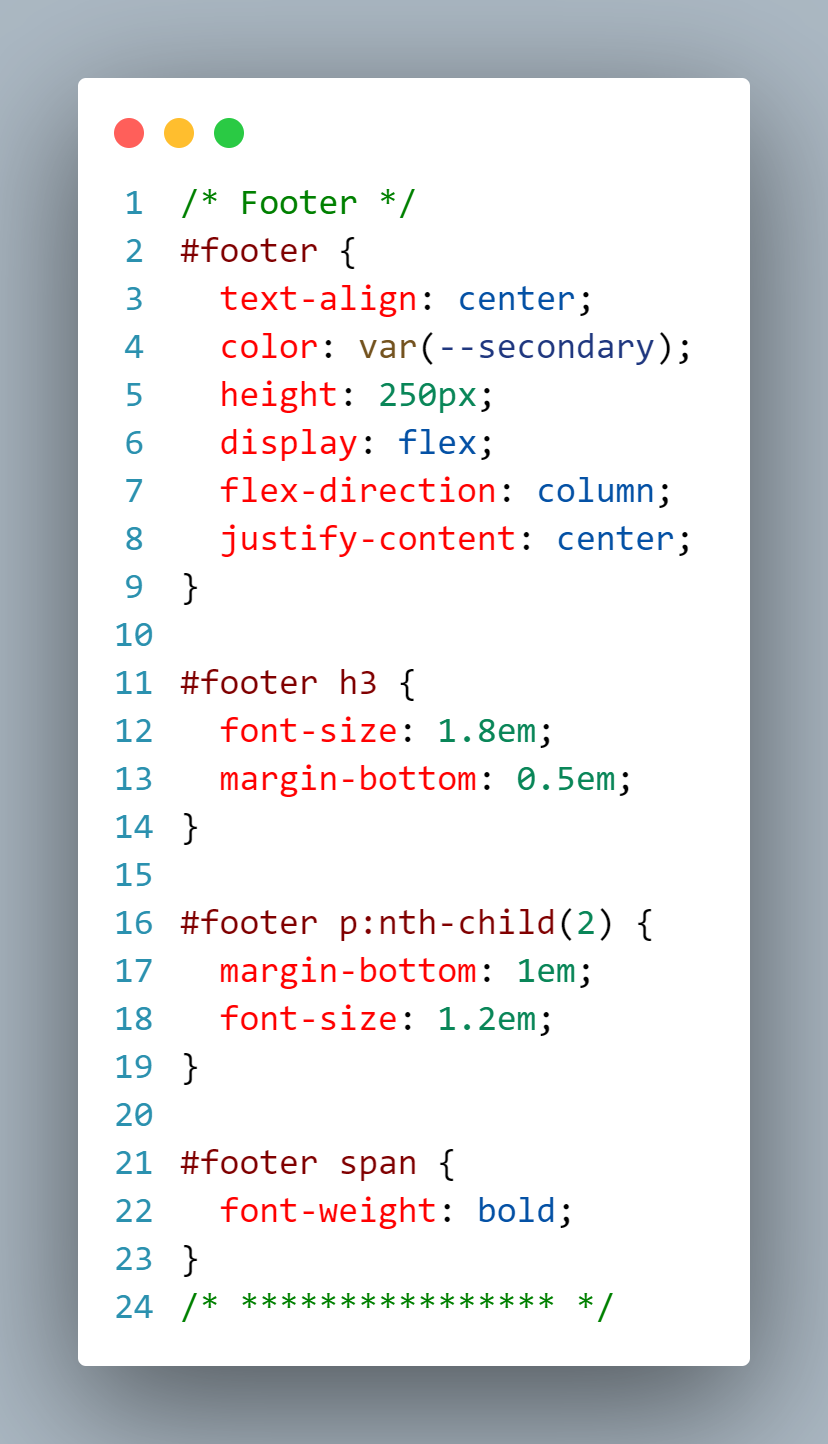 1 /* Footer */
2 #footer {
3   text-align: center;
4   color: var(--secondary);
5   height: 250px;
6   display: flex;
7   flex-direction: column;
8   justify-content: center;
9 }
10
11 #footer h3 {
12   font-size: 1.8em;
13   margin-bottom: 0.5em;
14 }
15
16 #footer p:nth-child(2) {
17   margin-bottom: 1em;
18   font-size: 1.2em;
19 }
20
21 #footer span {
22   font-weight: bold;
23 }
24 /* **************** */